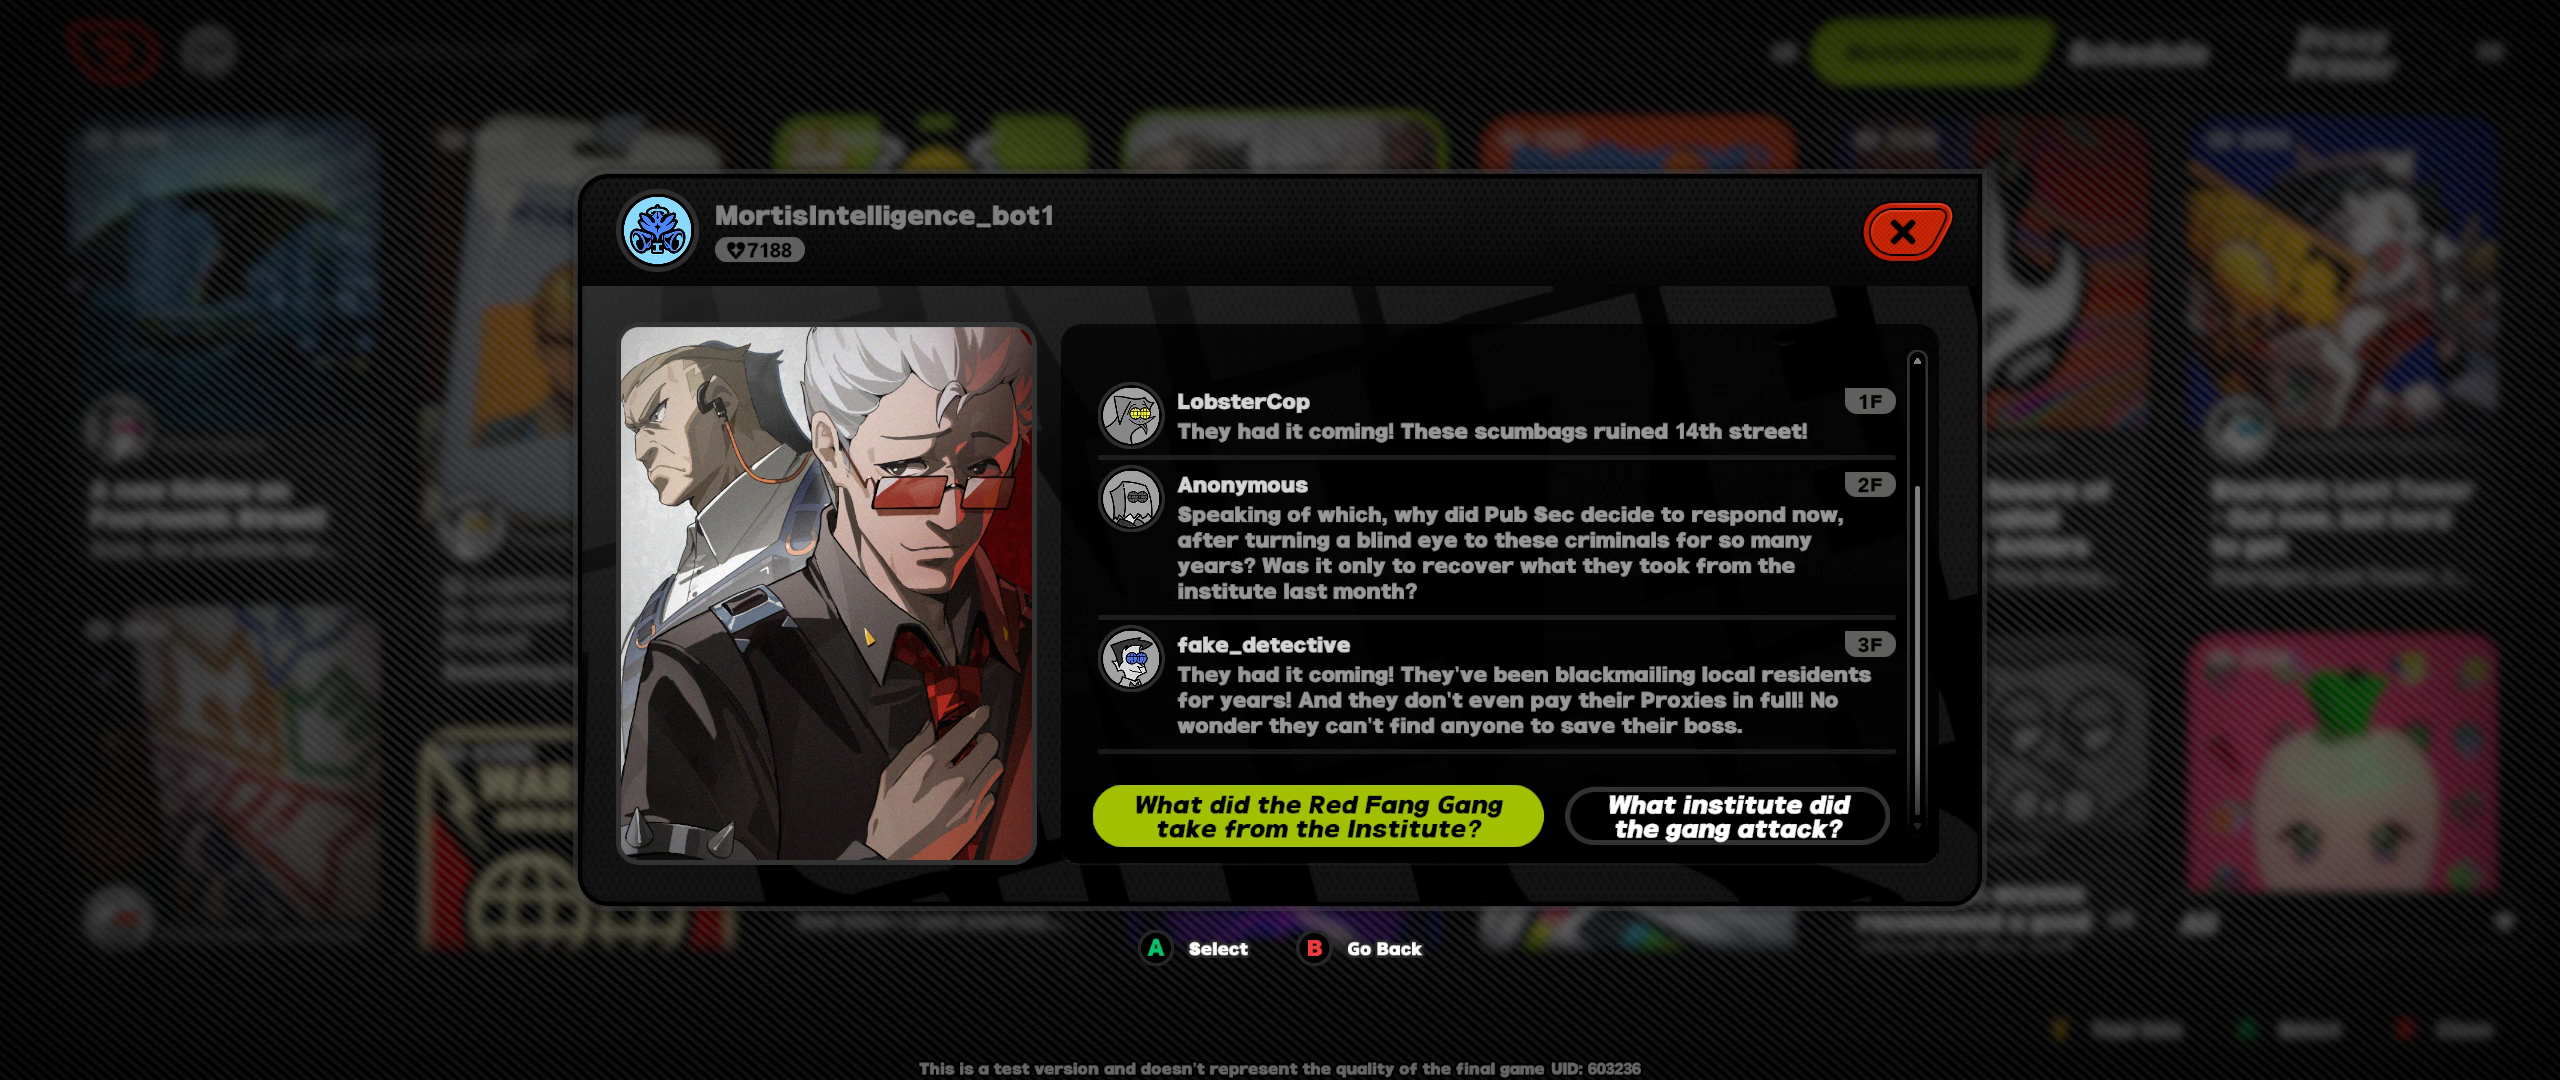 Schedule
MortisIntelligence_bot1
7188
LobsterCop
1F
They had it coming! These scumbags ruined 14th street!
Anonymous
2F
Speaking of which, why did Pub Sec decide to respond now,
after turning a blind eye to these criminals for so many
years? Was it only to recover what they took from the
institute last month?
fake_detective
3F
They had it coming! They've been blackmailing local residents
for years! And they don't even pay their Proxies in full! No
wonder they can't find anyone to save their boss.
What did the Red Fang Gang
take from the Institute?
What institute did
the gang attack?
A Select
B Go Back
This is a test version and doesn't represent the quality of the final game UID: 603236